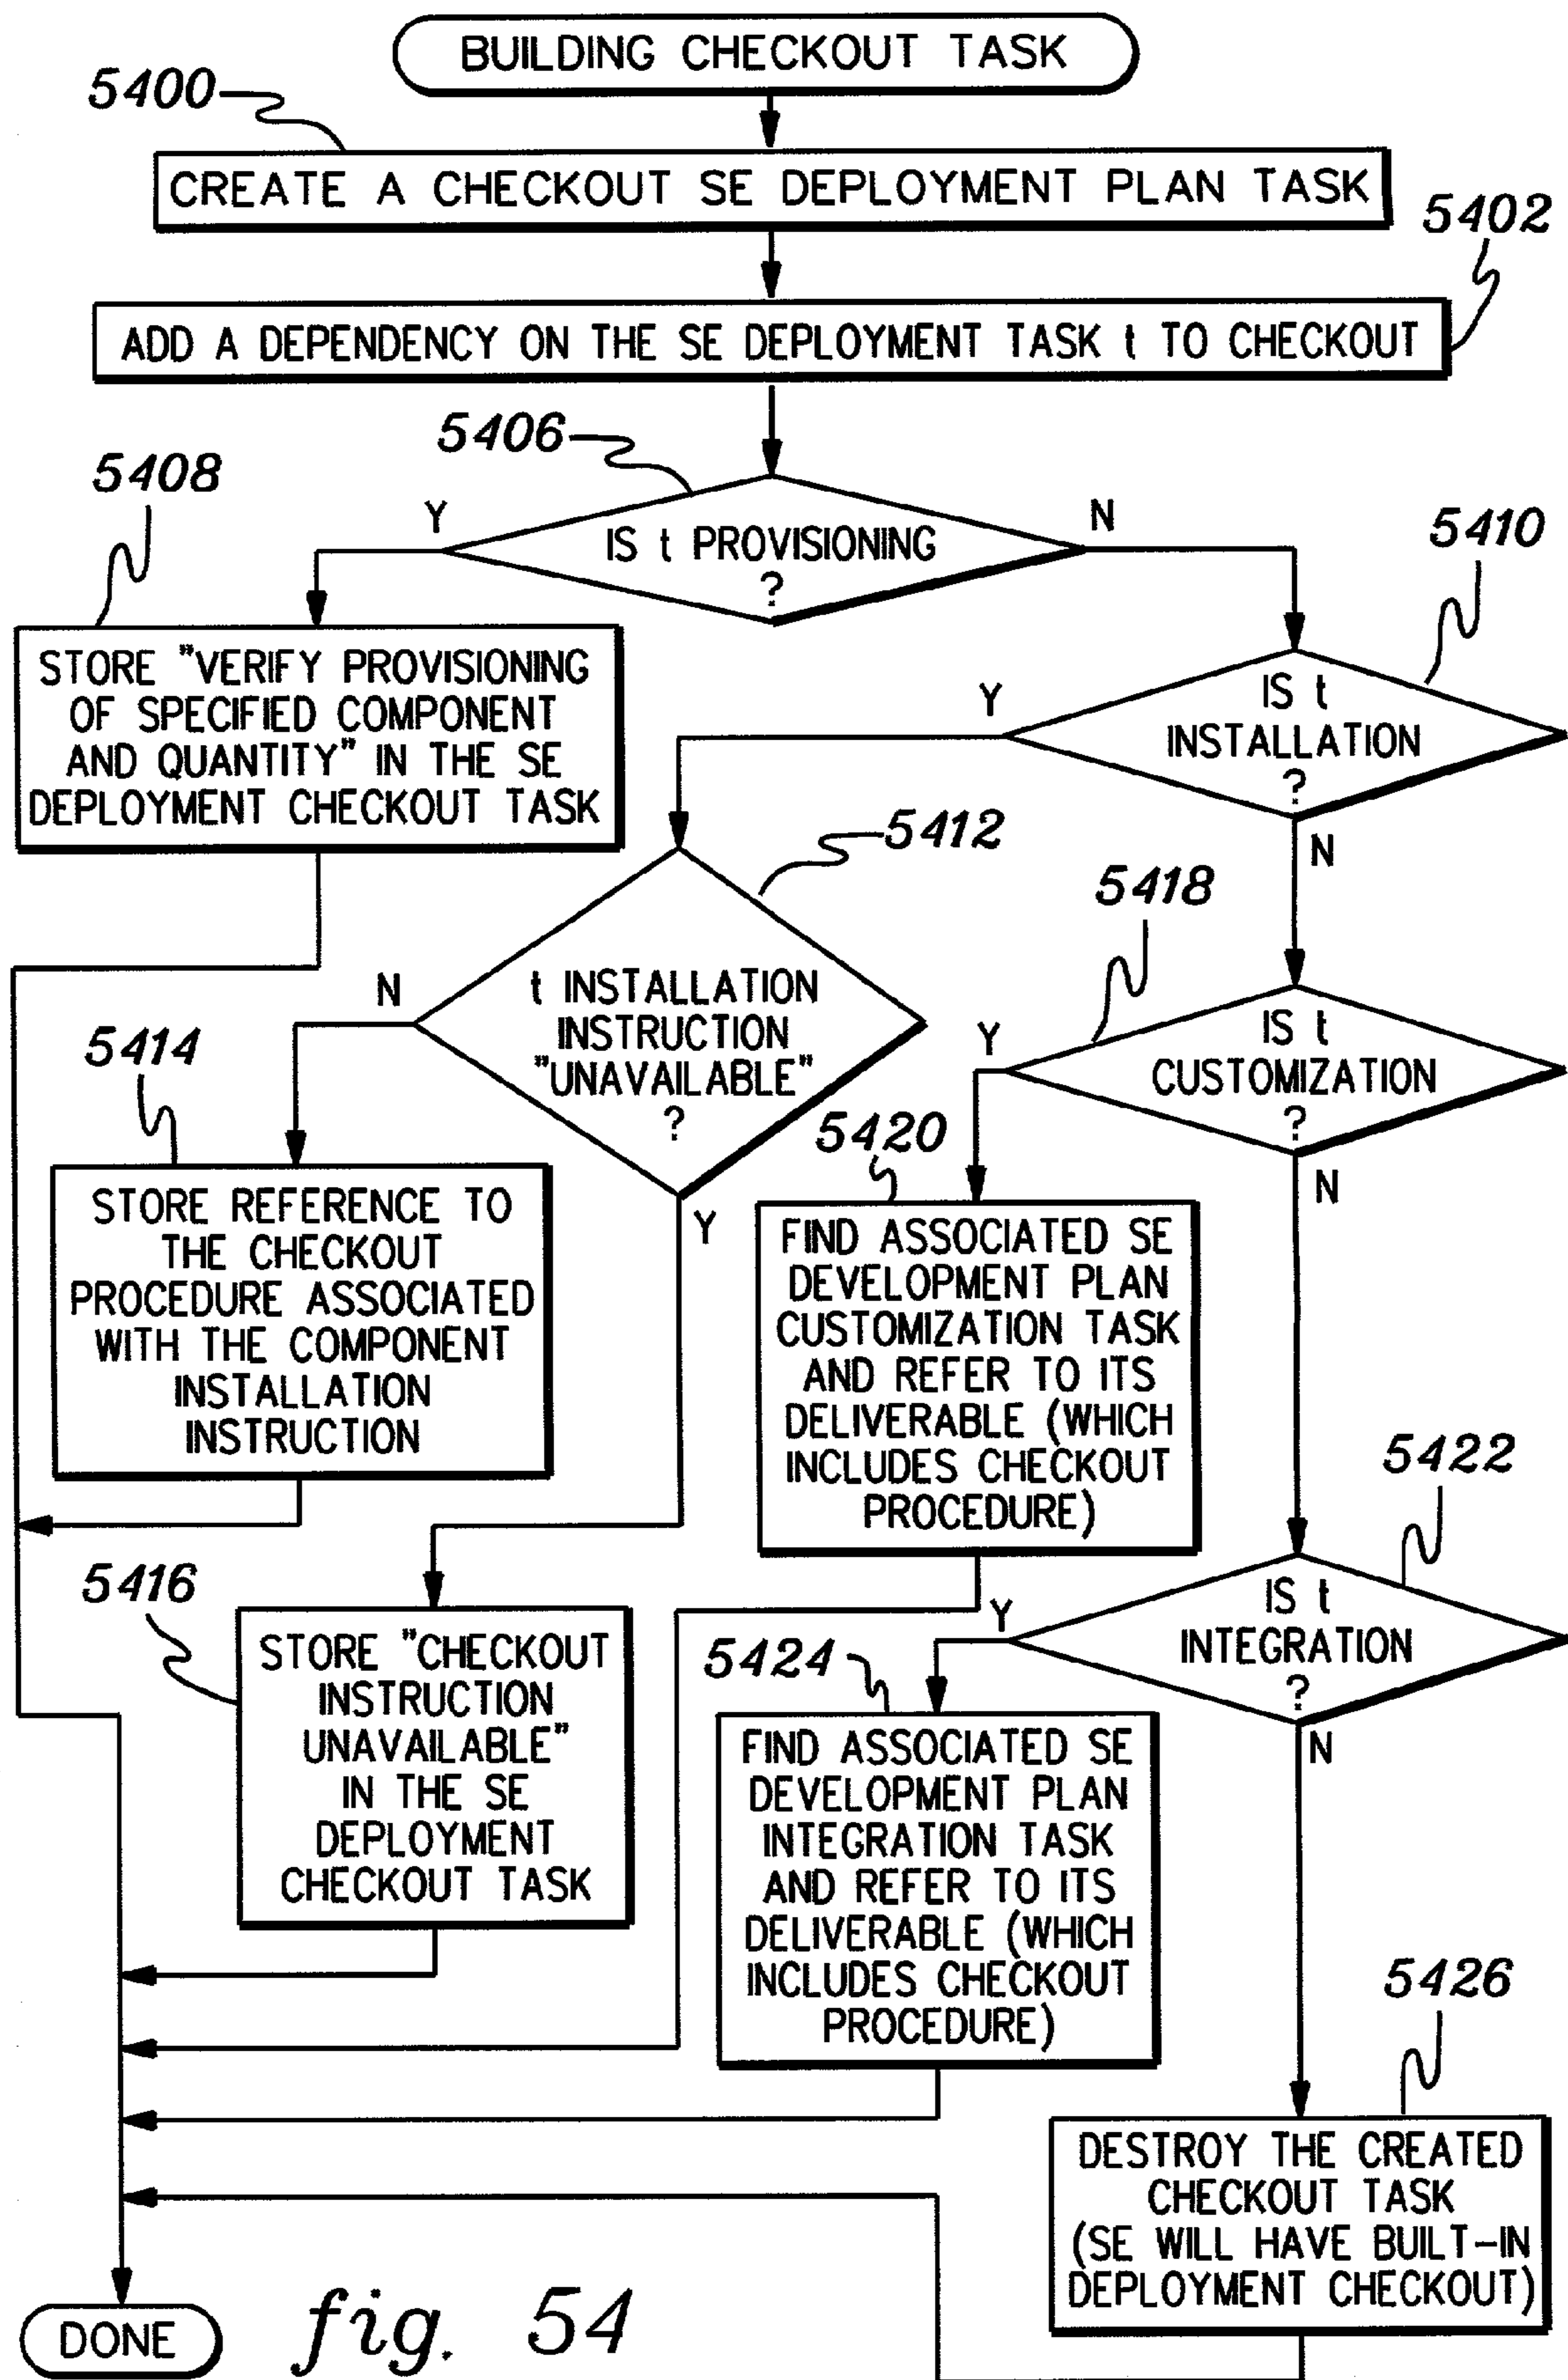 BUILDING CHECKOUT TASK
5400
CREATE A CHECKOUT SE DEPLOYMENT PLAN TASK
5402
ADD A DEPENDENCY ON THE SE DEPLOYMENT TASK t TO CHECKOUT
5406
IS t PROVISIONING
?
Y
N
5408
STORE "VERIFY PROVISIONING
OF SPECIFIED COMPONENT
AND QUANTITY" IN THE SE
DEPLOYMENT CHECKOUT TASK
5410
IS t
INSTALLATION
?
Y
N
5412
t INSTALLATION
INSTRUCTION
"UNAVAILABLE"
?
N
Y
5414
STORE REFERENCE TO
THE CHECKOUT
PROCEDURE ASSOCIATED
WITH THE COMPONENT
INSTALLATION
INSTRUCTION
5416
STORE "CHECKOUT
INSTRUCTION
UNAVAILABLE"
IN THE SE
DEPLOYMENT
CHECKOUT TASK
5418
IS t
CUSTOMIZATION
?
Y
N
5420
FIND ASSOCIATED SE
DEVELOPMENT PLAN
CUSTOMIZATION TASK
AND REFER TO ITS
DELIVERABLE (WHICH
INCLUDES CHECKOUT
PROCEDURE)
5422
IS t
INTEGRATION
?
Y
N
5424
FIND ASSOCIATED SE
DEVELOPMENT PLAN
INTEGRATION TASK
AND REFER TO ITS
DELIVERABLE (WHICH
INCLUDES CHECKOUT
PROCEDURE)
5426
DESTROY THE CREATED
CHECKOUT TASK
(SE WILL HAVE BUILT-IN
DEPLOYMENT CHECKOUT)
DONE
fig. 54